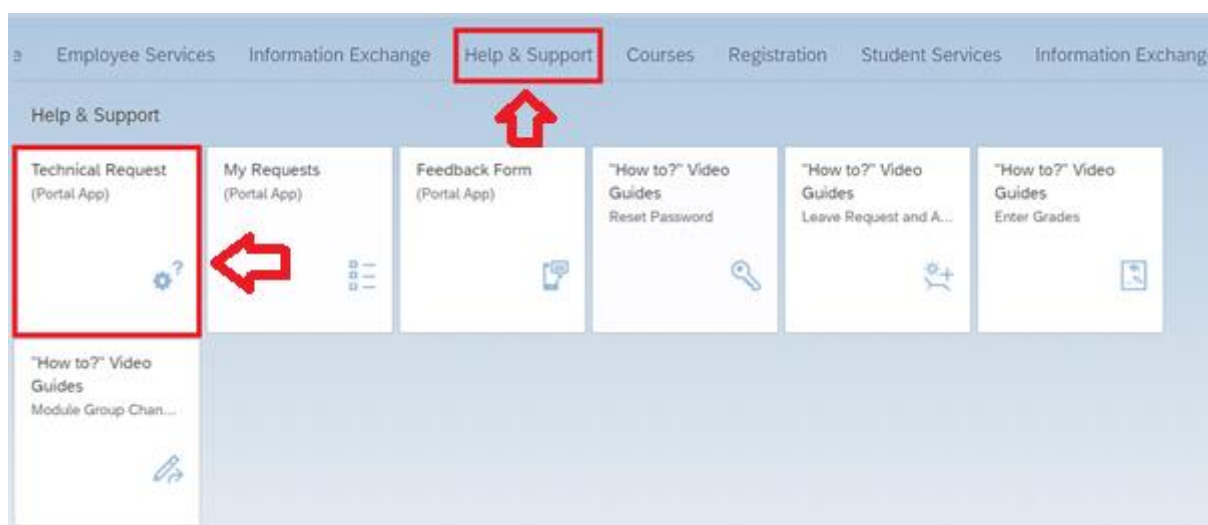 Employee Services Information Exchange Help & Support Courses Registration Student Services Information Exchang
Help & Support
Technical Request
(Portal App)
My Requests
(Portal App)
Feedback Form
(Portal App)
"How to?" Video
Guides
Reset Password
"How to?" Video
Guides
Leave Request and A...
"How to?" Video
Guides
Enter Grades
"How to?" Video
Guides
Module Group Chan...